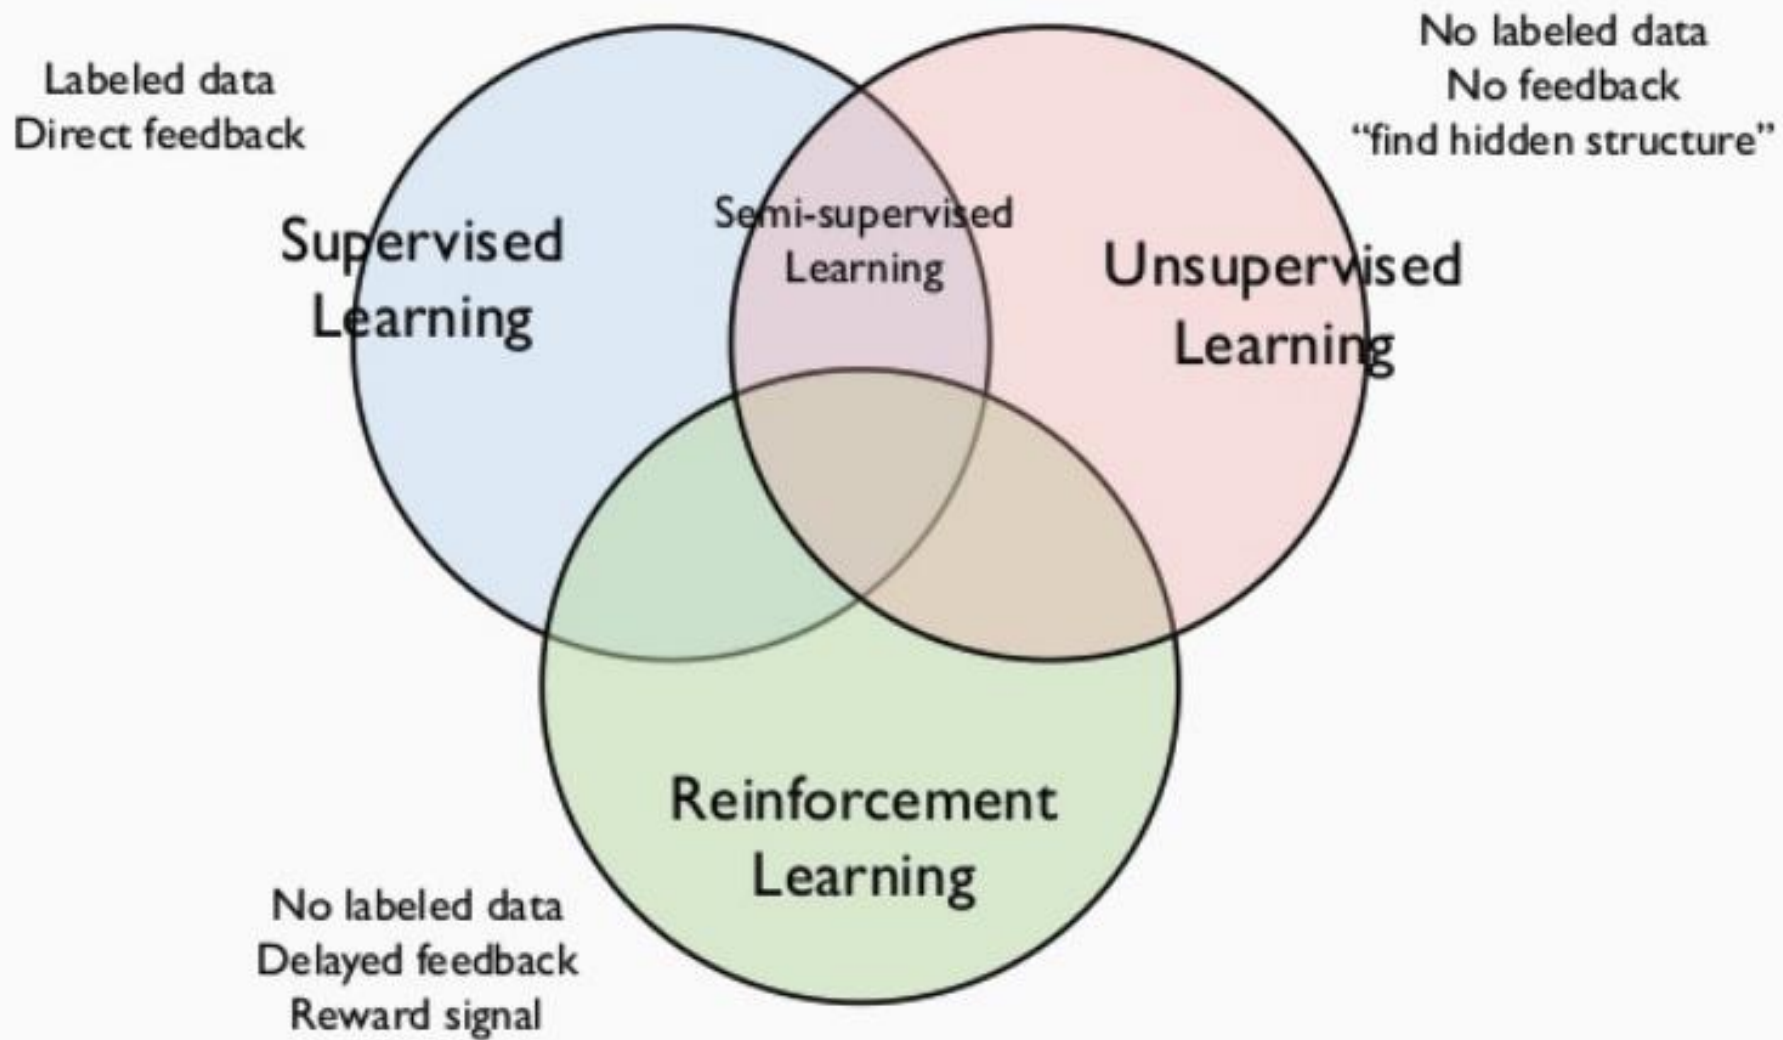 Labeled data
Direct feedback
No labeled data
No feedback
“find hidden structure”
Supervised
Learning
Semi-supervised
Learning
Unsupervised
Learning
Reinforcement
Learning
No labeled data
Delayed feedback
Reward signal